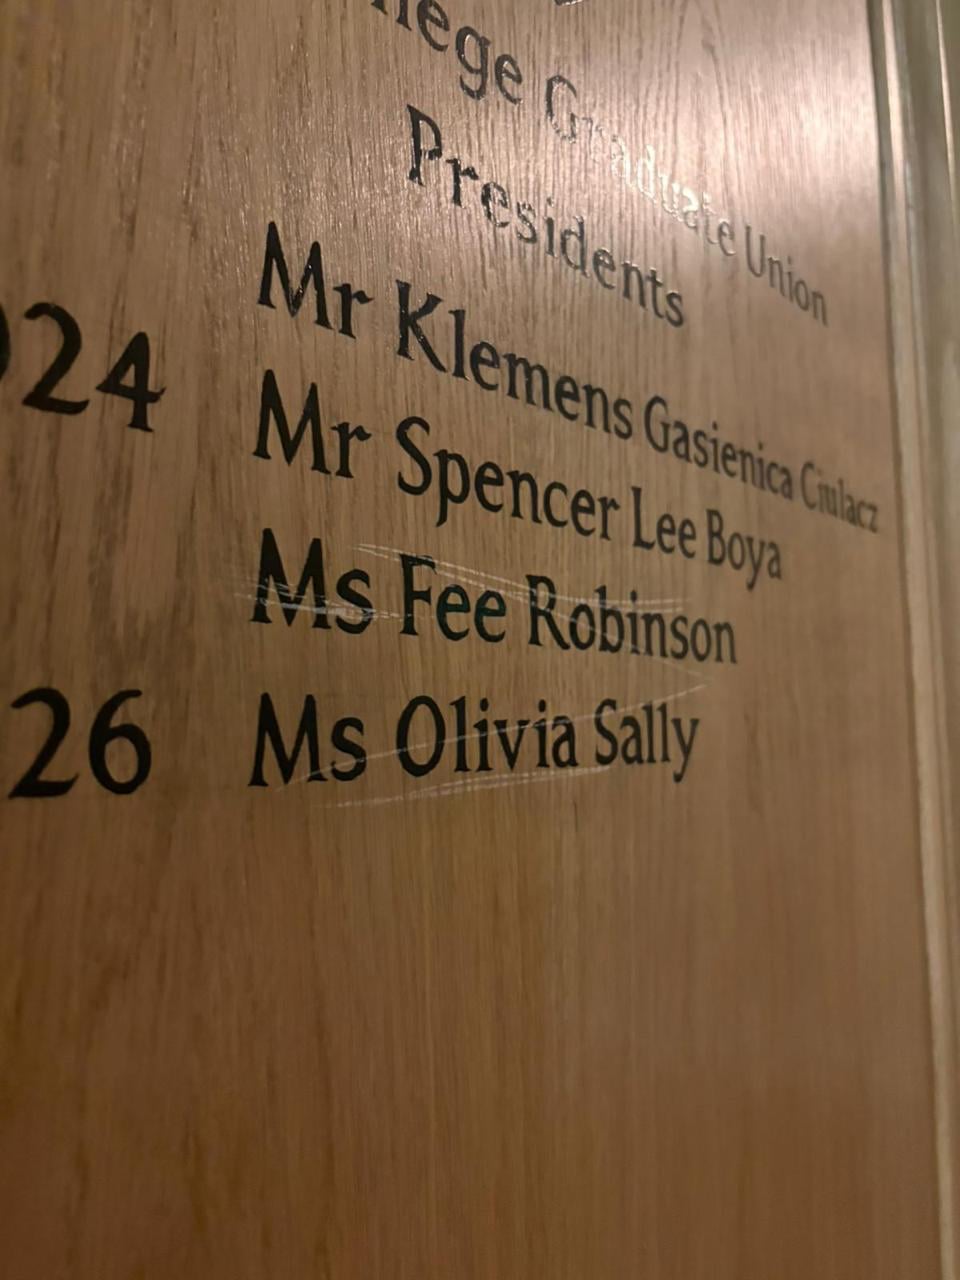 Graduate Union
Presidents
24 Mr Klemens Gasienica Ciulacz
Mr Spencer Lee Boya
Ms Fee Robinson
26 Ms Olivia Sally